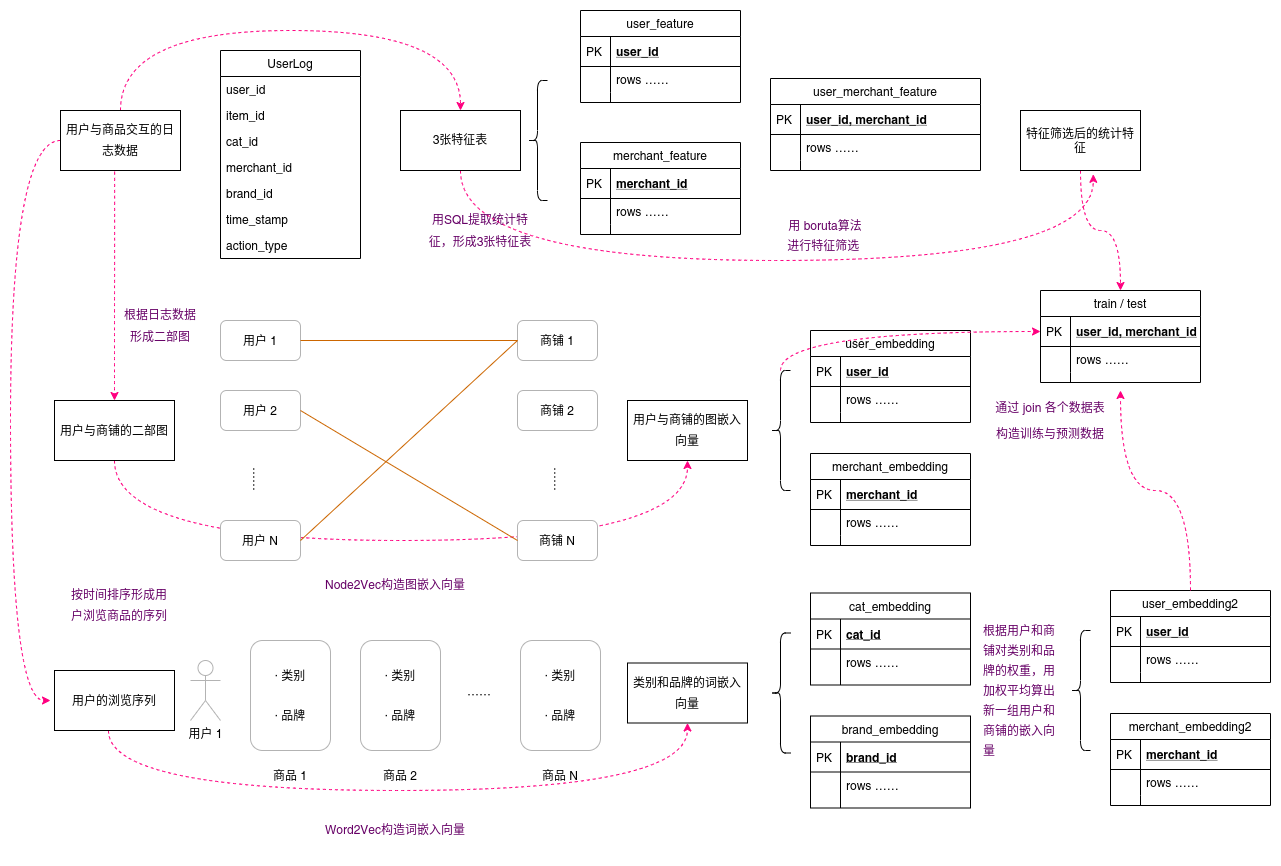 user_feature
PK
user_id
rows ......
UserLog
user_id
item_id
cat_id
merchant_id
brand_id
time_stamp
action_type
用户与商品交互的日
志数据
3张特征表
merchant_feature
PK
merchant_id
rows ......
user_merchant_feature
PK
user_id, merchant_id
rows ......
特征筛选后的统计特
征
用SQL提取统计特
征，形成3张特征表
用 boruta算法
进行特征筛选
根据日志数据
形成二部图
用户与商铺的二部图
用户 1
用户 2
用户 N
商铺 1
商铺 2
商铺 N
Node2Vec构造图嵌入向量
用户与商铺的图嵌入
向量
user_embedding
PK
user_id
rows ......
merchant_embedding
PK
merchant_id
rows ......
train / test
PK
user_id, merchant_id
rows ......
通过 join 各个数据表
构造训练与预测数据
按时间排序形成用
户浏览商品的序列
用户的浏览序列
用户 1
· 类别
· 品牌
商品 1
· 类别
· 品牌
商品 2
......
· 类别
· 品牌
商品 N
Word2Vec构造词嵌入向量
类别和品牌的词嵌入
向量
cat_embedding
PK
cat_id
rows ......
brand_embedding
PK
brand_id
rows ......
根据用户和商
铺对类别和品
牌的权重，用
加权平均算出
新一组用户和
商铺的嵌入向
量
user_embedding2
PK
user_id
rows ......
merchant_embedding2
PK
merchant_id
rows ......